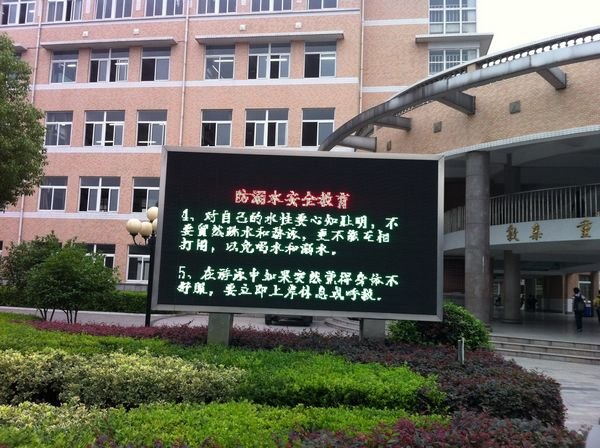 防溺水安全教育
4、对自己的水性要心知肚明，不
要贸然跳水和游泳，更不能互相
打闹，以免喝水和溺水。
5、在游泳中如果突然觉得身体不
舒服，要立即上岸休息或呼救。